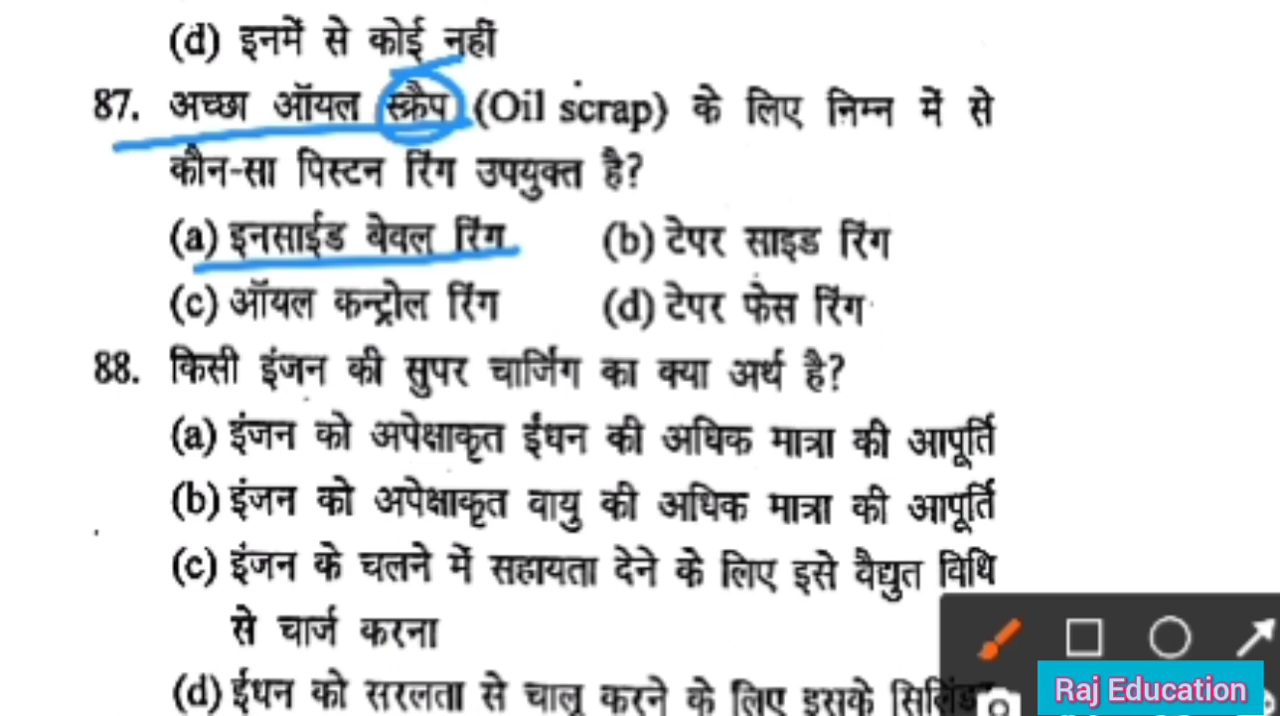 (d) इनमें से कोई नहीं
87. अच्छा ऑयल स्क्रैप (Oil scrap) के लिए निम्न में से
कौन-सा पिस्टन रिंग उपयुक्त है?
(a) इनसाईड बेवल रिंग (b) टेपर साइड रिंग
(c) ऑयल कन्ट्रोल रिंग (d) टेपर फेस रिंग
88. किसी इंजन की सुपर चार्जिंग का क्या अर्थ है?
(a) इंजन को अपेक्षाकृत ईंधन की अधिक मात्रा की आपूर्ति
(b) इंजन को अपेक्षाकृत वायु की अधिक मात्रा की आपूर्ति
(c) इंजन के चलने में सहायता देने के लिए इसे वैद्युत विधि
से चार्ज करना
(d) ईधन को सरलता से चालू करने के लिए इसके
Raj Education